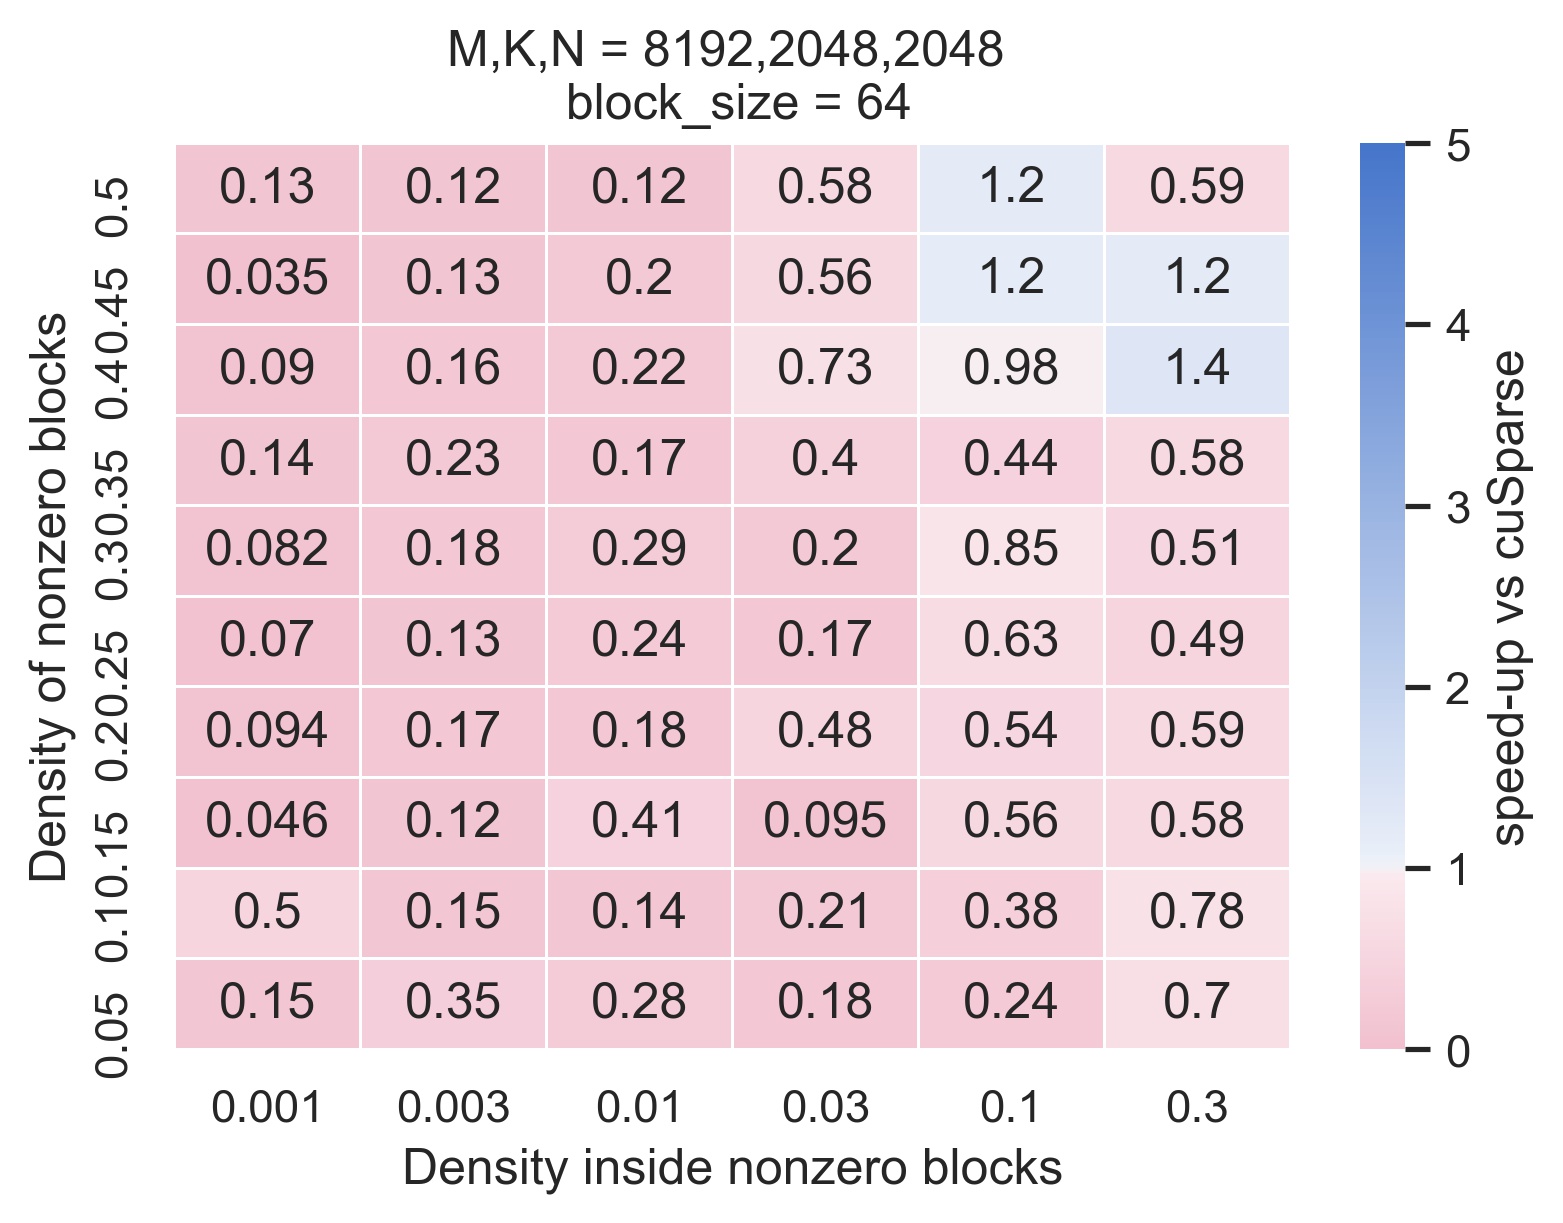 M,K,N = 8192,2048,2048
block_size = 64
0.5 0.13 0.12 0.12 0.58 1.2 0.59
0.45 0.035 0.13 0.2 0.56 1.2 1.2
0.4 0.09 0.16 0.22 0.73 0.98 1.4
0.35 0.14 0.23 0.17 0.4 0.44 0.58
0.3 0.082 0.18 0.29 0.2 0.85 0.51
0.25 0.07 0.13 0.24 0.17 0.63 0.49
0.2 0.094 0.17 0.18 0.48 0.54 0.59
0.15 0.046 0.12 0.41 0.095 0.56 0.58
0.1 0.5 0.15 0.14 0.21 0.38 0.78
0.05 0.15 0.35 0.28 0.18 0.24 0.7
0.001 0.003 0.01 0.03 0.1 0.3
Density inside nonzero blocks
Density of nonzero blocks
5
4
3
2
1
0
speed-up vs cuSparse